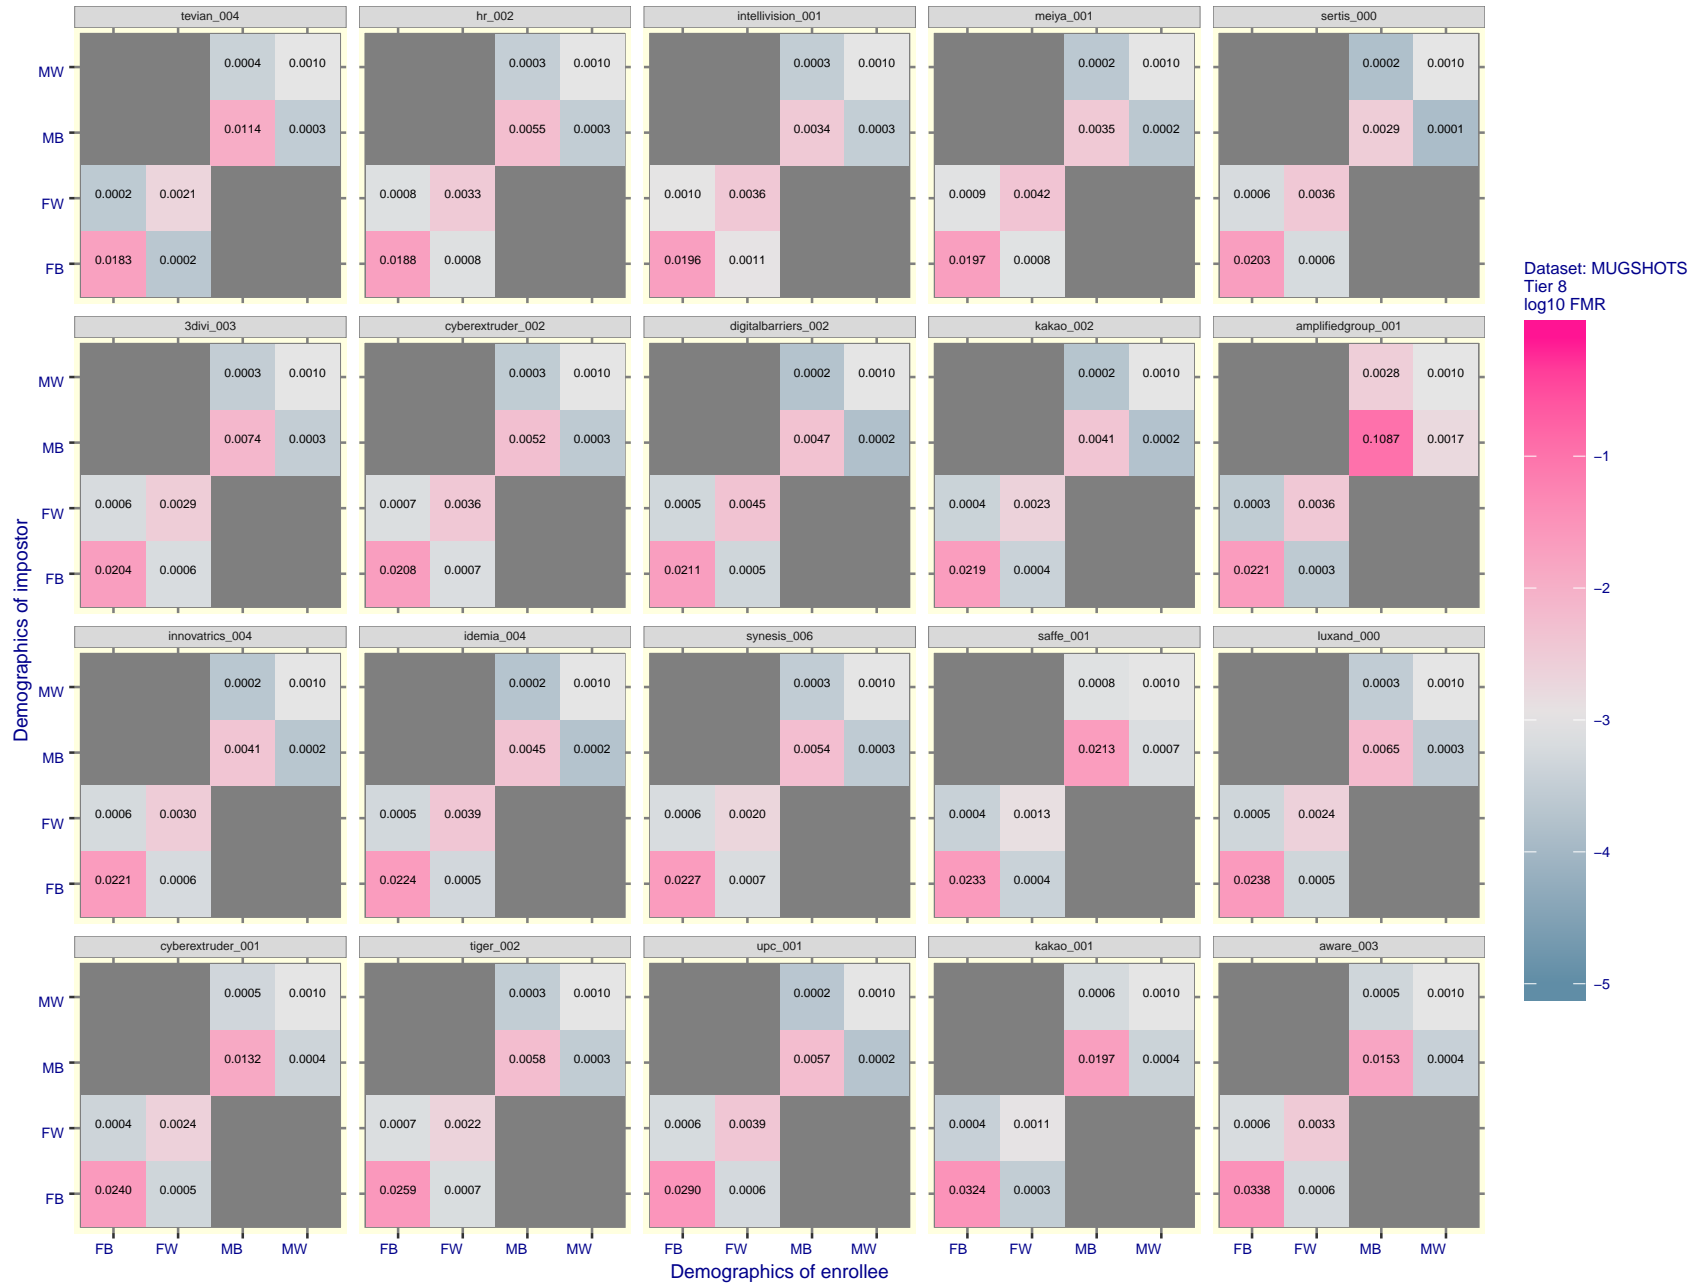 tevian_004 hr_002 intellivision_001 meiya_001 sertis_000
MW 0.0004 0.0010 0.0003 0.0010 0.0003 0.0010 0.0002 0.0010 0.0002 0.0010
MB 0.0114 0.0003 0.0055 0.0003 0.0034 0.0003 0.0035 0.0002 0.0029 0.0001
FW 0.0002 0.0021 0.0008 0.0033 0.0010 0.0036 0.0009 0.0042 0.0006 0.0036
FB 0.0183 0.0002 0.0188 0.0008 0.0196 0.0011 0.0197 0.0008 0.0203 0.0006
3divi_003 cyberextruder_002 digitalbarriers_002 kakao_002 amplifiedgroup_001
MW 0.0003 0.0010 0.0003 0.0010 0.0002 0.0010 0.0002 0.0010 0.0028 0.0010
MB 0.0074 0.0003 0.0052 0.0003 0.0047 0.0002 0.0041 0.0002 0.1087 0.0017
FW 0.0006 0.0029 0.0007 0.0036 0.0005 0.0045 0.0004 0.0023 0.0003 0.0036
FB 0.0204 0.0006 0.0208 0.0007 0.0211 0.0005 0.0219 0.0004 0.0221 0.0003
innovatrics_004 idemia_004 synesis_006 saffe_001 luxand_000
MW 0.0002 0.0010 0.0002 0.0010 0.0003 0.0010 0.0008 0.0010 0.0003 0.0010
MB 0.0041 0.0002 0.0045 0.0002 0.0054 0.0003 0.0213 0.0007 0.0065 0.0003
FW 0.0006 0.0030 0.0005 0.0039 0.0006 0.0020 0.0004 0.0013 0.0005 0.0024
FB 0.0221 0.0006 0.0224 0.0005 0.0227 0.0007 0.0233 0.0004 0.0238 0.0005
cyberextruder_001 tiger_002 upc_001 kakao_001 aware_003
MW 0.0005 0.0010 0.0003 0.0010 0.0002 0.0010 0.0006 0.0010 0.0005 0.0010
MB 0.0132 0.0004 0.0058 0.0003 0.0057 0.0002 0.0197 0.0004 0.0153 0.0004
FW 0.0004 0.0024 0.0007 0.0022 0.0006 0.0039 0.0004 0.0011 0.0006 0.0033
FB 0.0240 0.0005 0.0259 0.0007 0.0290 0.0006 0.0324 0.0003 0.0338 0.0006
FB FW MB MW FB FW MB MW FB FW MB MW FB FW MB MW FB FW MB MW
Demographics of enrollee
Demographics of impostor
Dataset: MUGSHOTS
Tier 8
log10 FMR
−1
−2
−3
−4
−5